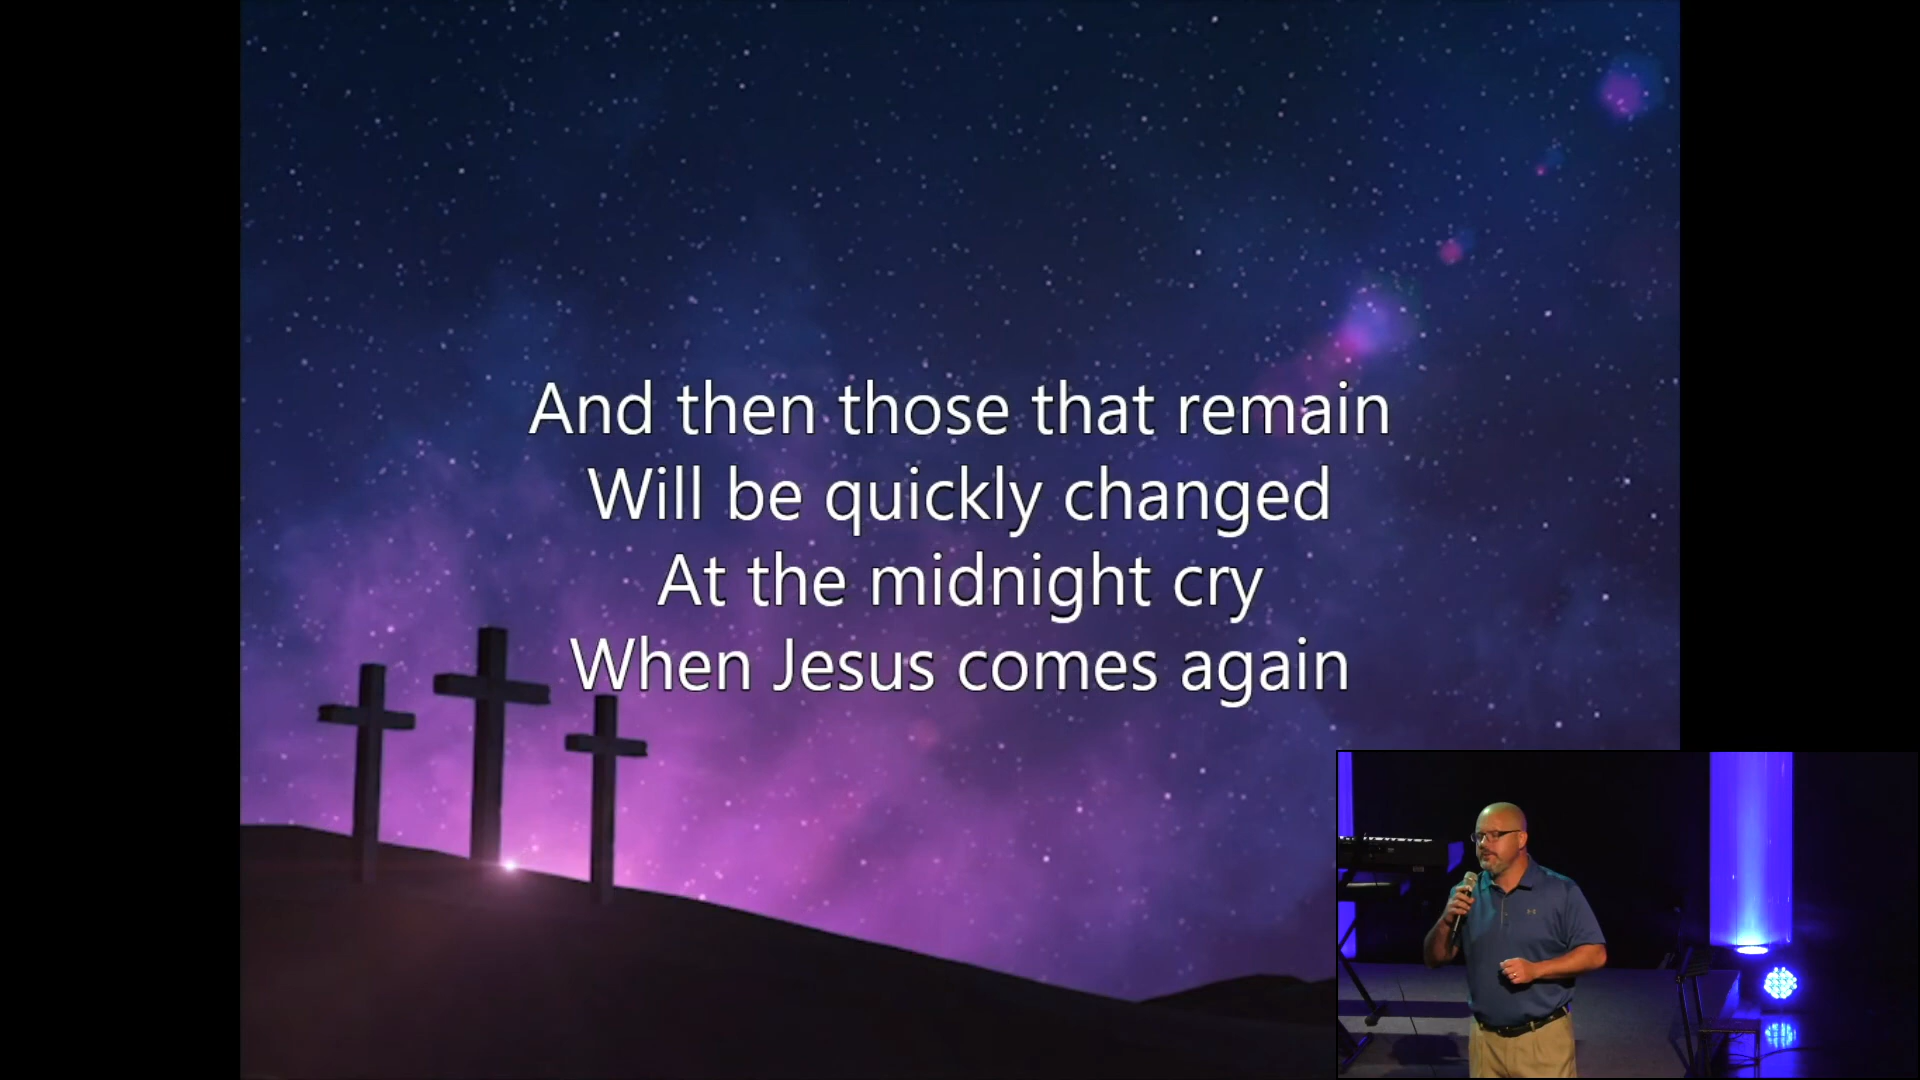 And then those that remain
Will be quickly changed
At the midnight cry
When Jesus comes again